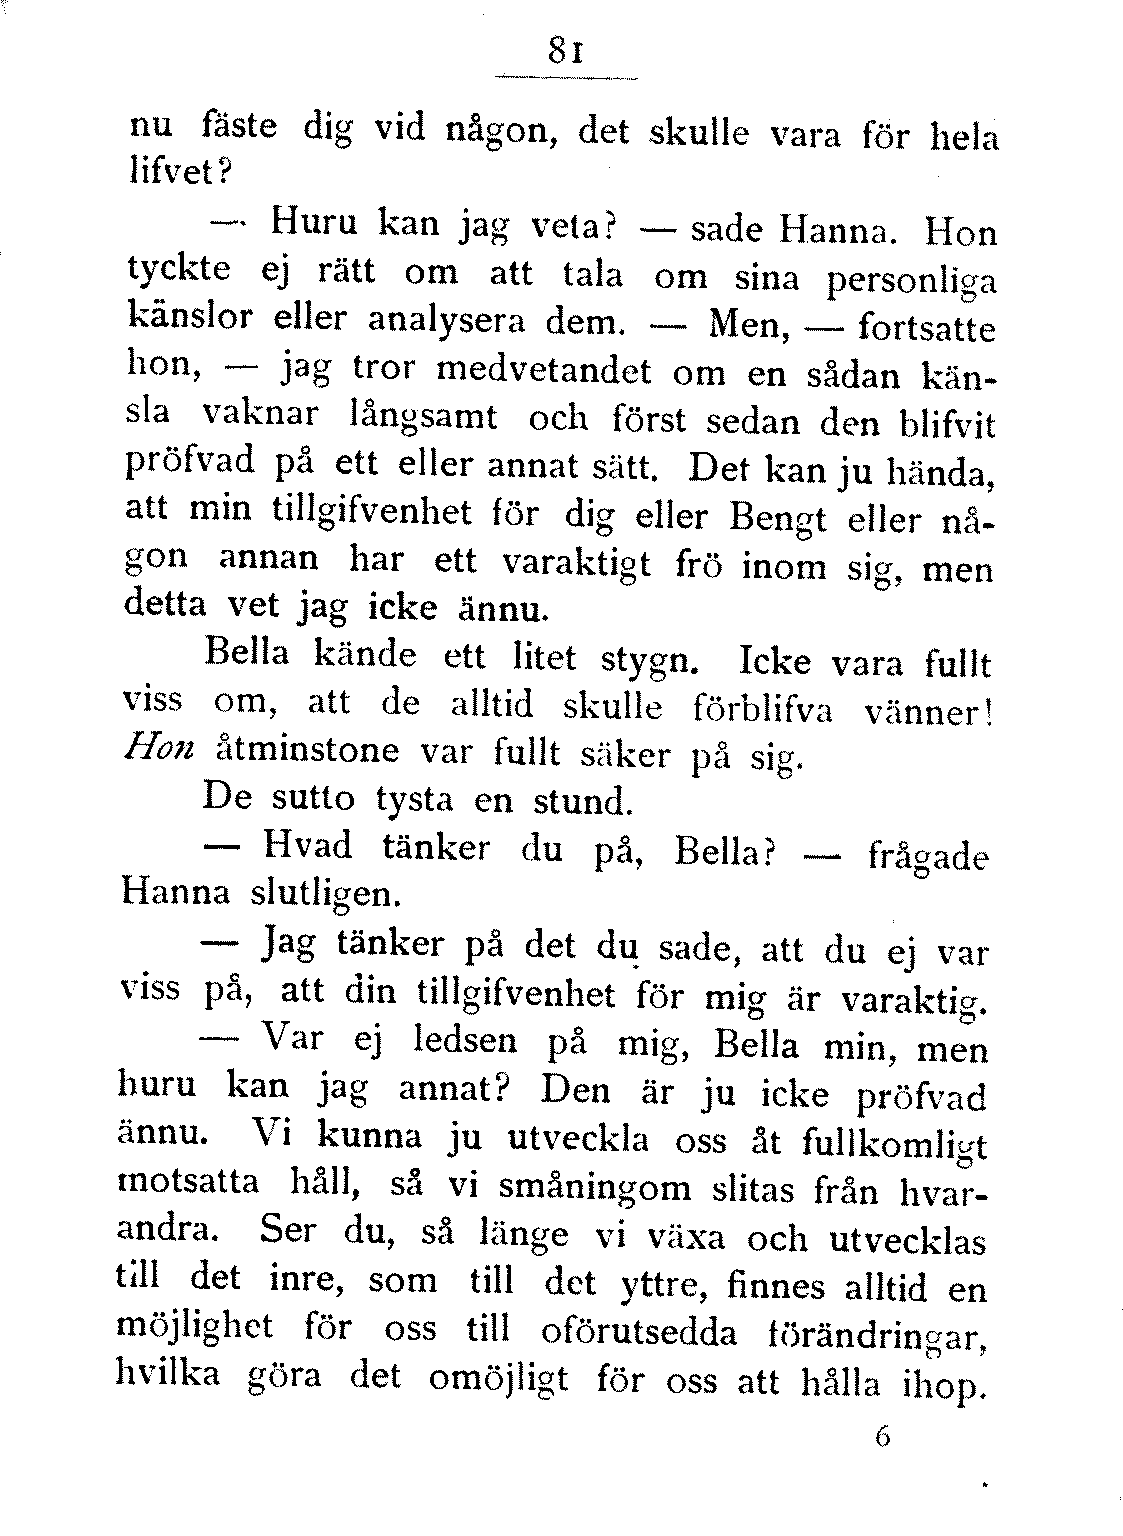 81
nu fäste dig vid någon, det skulle vara för hela
lifvet?
— Huru kan jag veta? — sade Hanna. Hon
tyckte ej rätt om att tala om sina personliga
känslor eller analysera dem. — Men, — fortsatte
hon, — jag tror medvetandet om en sådan kän-
sla vaknar långsamt och först sedan den blifvit
pröfvad på ett eller annat sätt. Det kan ju hända,
att min tillgifvenhet för dig eller Bengt eller nå-
gon annan har ett varaktigt frö inom sig, men
detta vet jag icke ännu.
Bella kände ett litet stygn. Icke vara fullt
viss om, att de alltid skulle förblifva vänner!
Hon åtminstone var fullt säker på sig.
De sutto tysta en stund.
— Hvad tänker du på, Bella? — frågade
Hanna slutligen.
— Jag tänker på det du sade, att du ej var
viss på, att din tillgifvenhet för mig är varaktig.
— Var ej ledsen på mig, Bella min, men
huru kan jag annat? Den är ju icke pröfvad
ännu. Vi kunna ju utveckla oss åt fullkomligt
motsatta håll, så vi småningom slitas från hvar-
andra. Ser du, så länge vi växa och utvecklas
till det inre, som till det yttre, finnes alltid en
möjlighet för oss till oförutsedda förändringar,
hvilka göra det omöjligt för oss att hålla ihop.
6